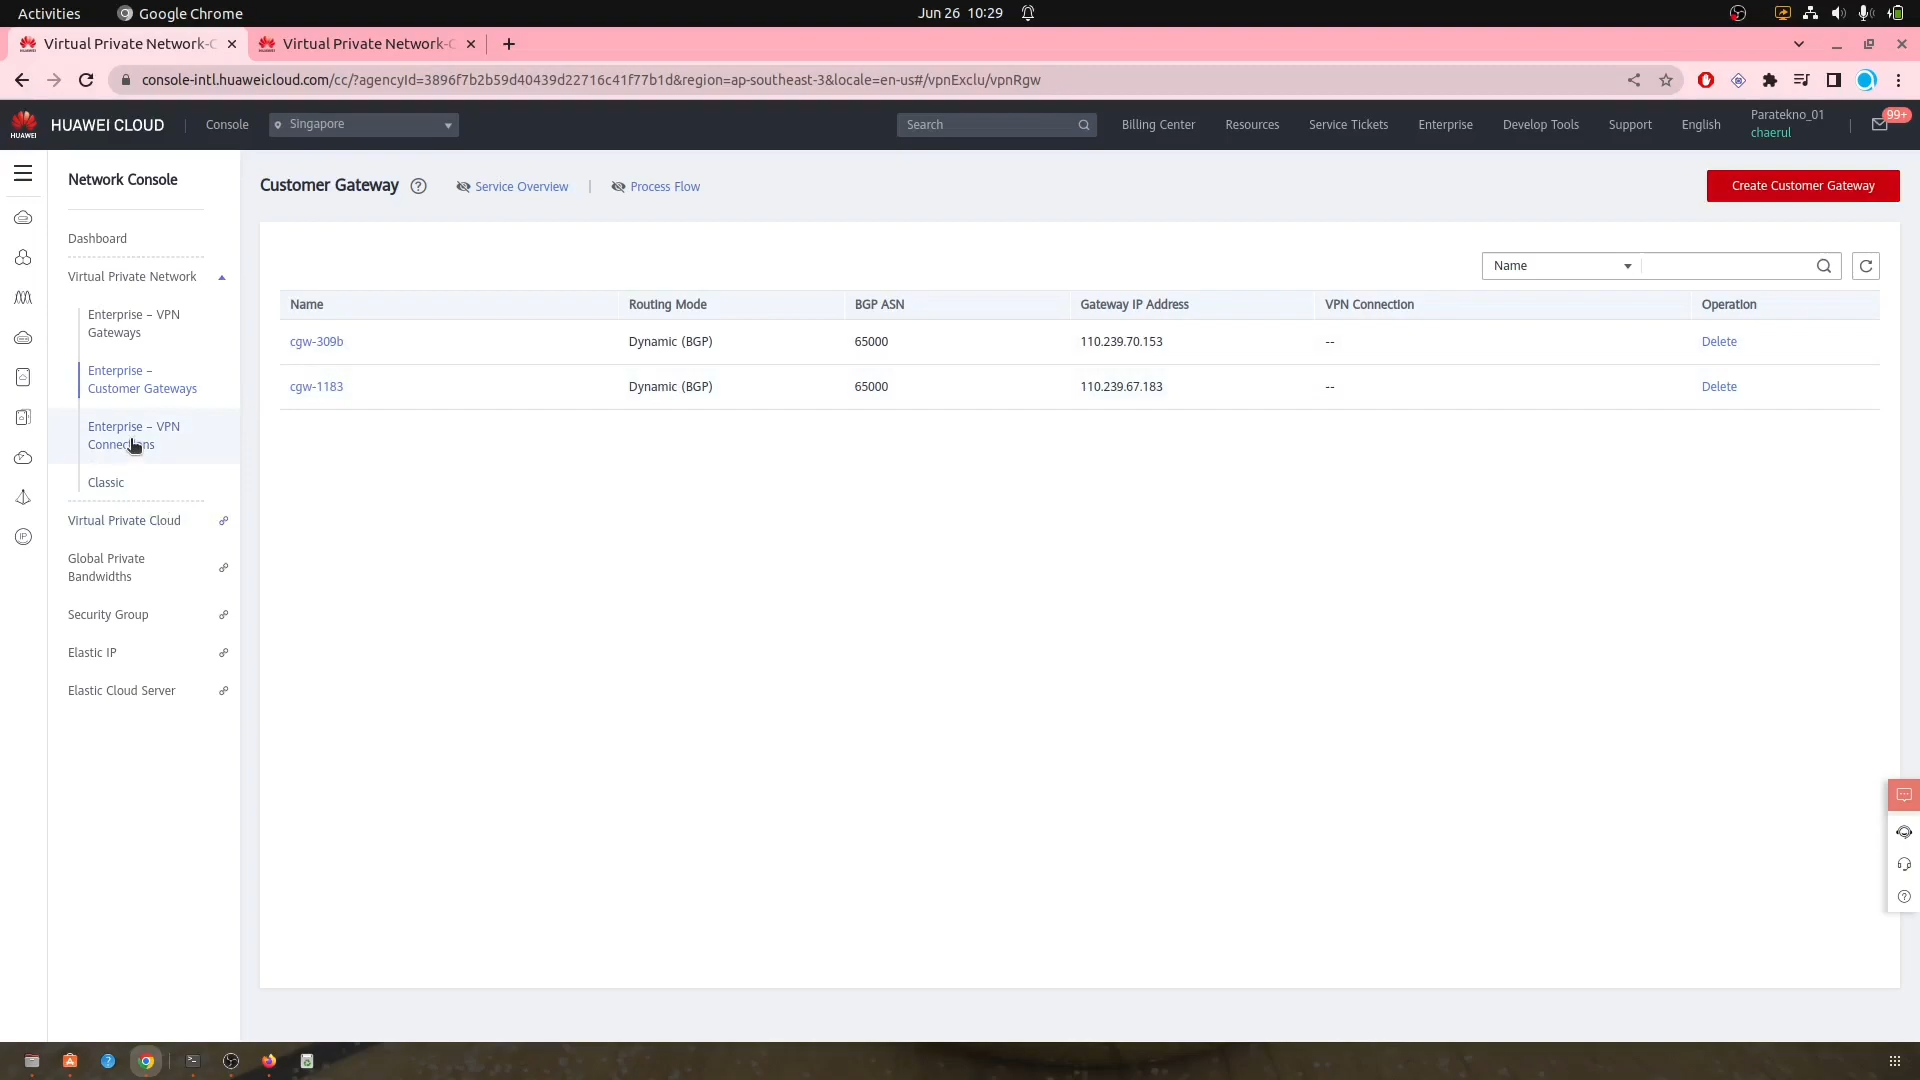 Activities Google Chrome Jun 26 10:29
Virtual Private Network-C Virtual Private Network-C
console-intl.huaweicloud.com/cc/?agencyId=3896f7b2b59d40439d22716c41f77b1d&region=ap-southeast-3&locale=en-us#/vpnExclu/vpnRgw
HUAWEI HUAWEI CLOUD Console Singapore Search Billing Center Resources Service Tickets Enterprise Develop Tools Support English Paratekno_01 99+
chaerul
Network Console
Dashboard
Virtual Private Network
Enterprise – VPN
Gateways
Enterprise –
Customer Gateways
Enterprise – VPN
Connections
Classic
Virtual Private Cloud
Global Private
Bandwidths
Security Group
Elastic IP
Elastic Cloud Server
IP
Customer Gateway ? Service Overview | Process Flow Create Customer Gateway
Name
Name Routing Mode BGP ASN Gateway IP Address VPN Connection Operation
cgw-309b Dynamic (BGP) 65000 110.239.70.153 -- Delete
cgw-1183 Dynamic (BGP) 65000 110.239.67.183 -- Delete